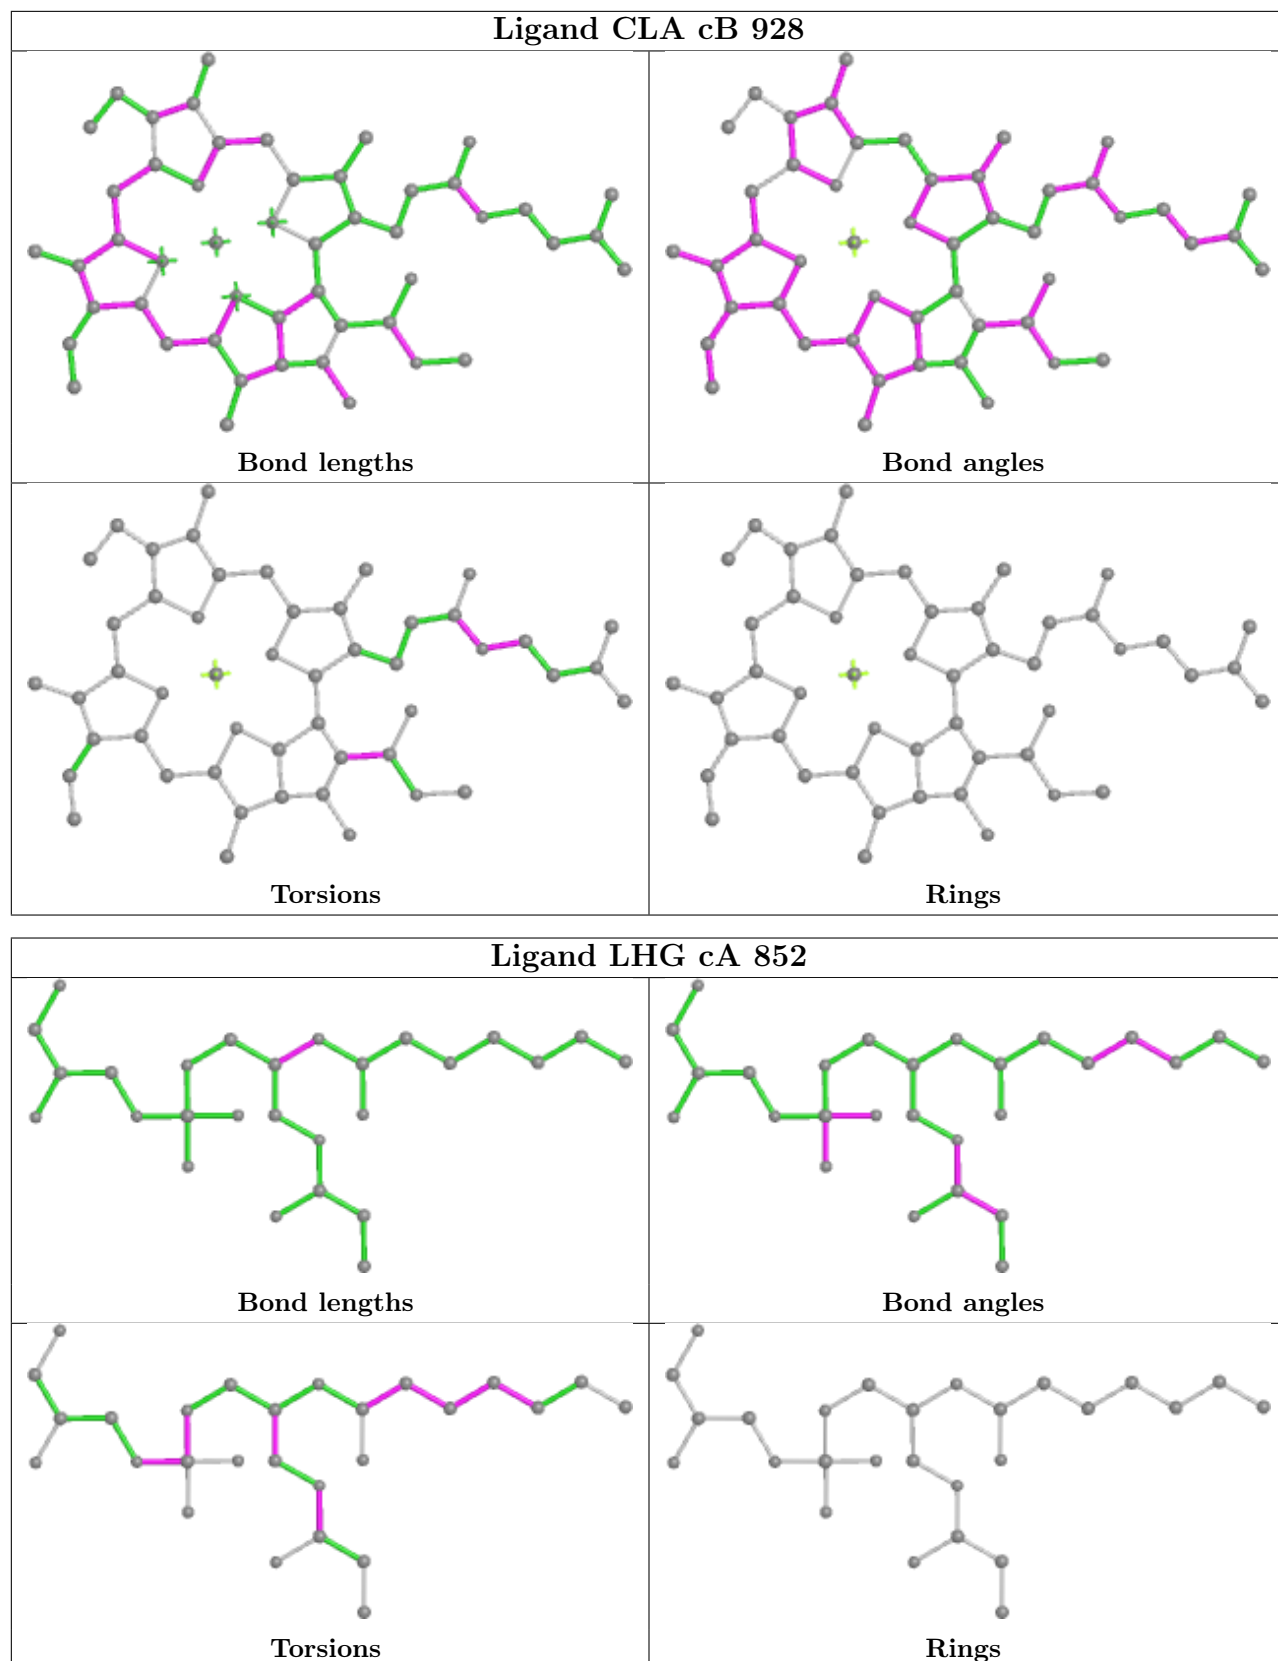 Ligand CLA cB 928
Bond lengths
Bond angles
Torsions
Rings
Ligand LHG cA 852
Bond lengths
Bond angles
Torsions
Rings